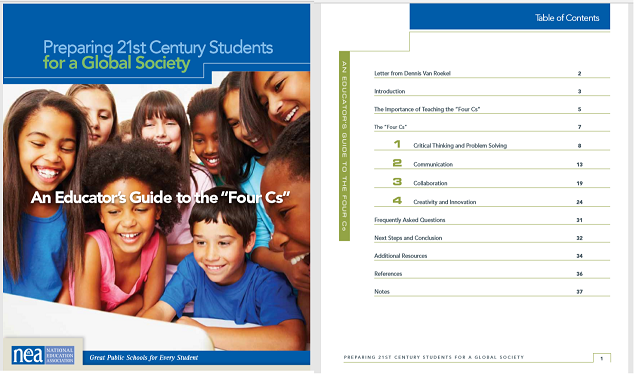 Preparing 21st Century Students
for a Global Society
An Educator's Guide to the "Four Cs"
nea NATIONAL
EDUCATION
ASSOCIATION
Great Public Schools for Every Student
Table of Contents
AN EDUCATOR'S GUIDE TO THE FOUR Cs
Letter from Dennis Van Roekel 2
Introduction 3
The Importance of Teaching the "Four Cs" 5
The "Four Cs" 7
1 Critical Thinking and Problem Solving 8
2 Communication 13
3 Collaboration 19
4 Creativity and Innovation 24
Frequently Asked Questions 31
Next Steps and Conclusion 32
Additional Resources 34
References 36
Notes 37
PREPARING 21ST CENTURY STUDENTS FOR A GLOBAL SOCIETY 1